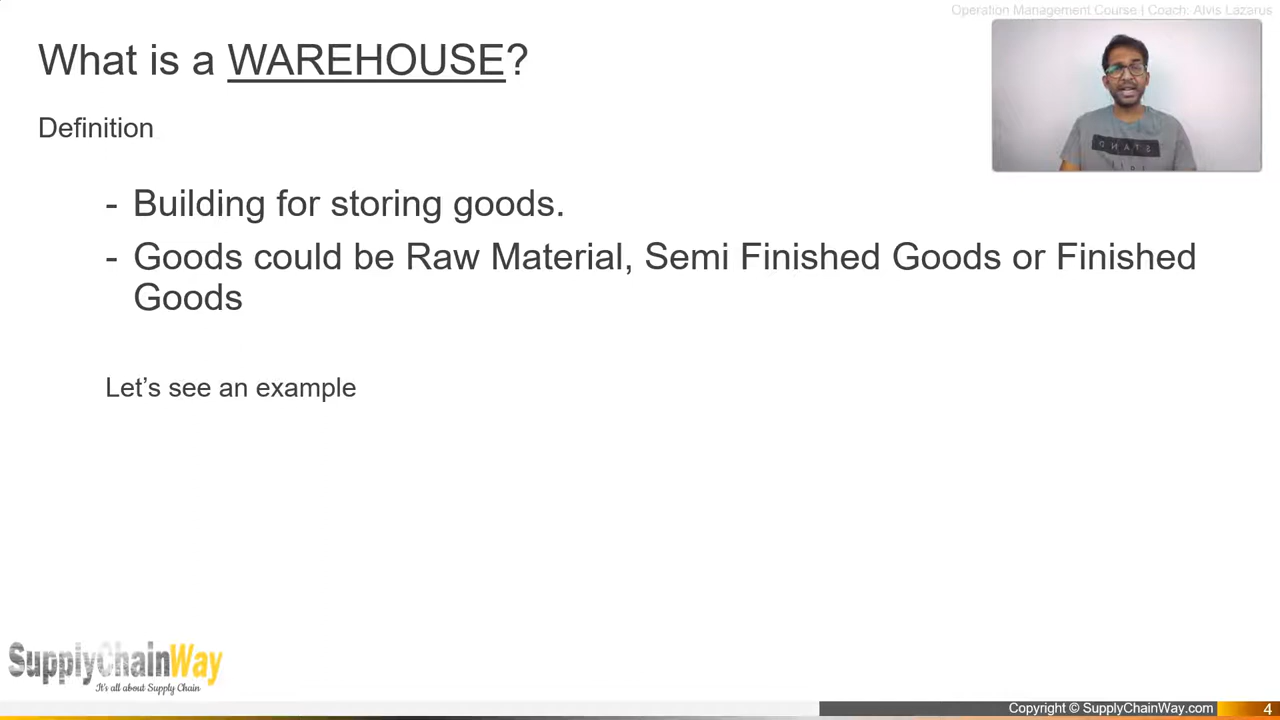 Operation Management Course | Coach: Alvis Lazarus
What is a WAREHOUSE?
Definition
- Building for storing goods.
- Goods could be Raw Material, Semi Finished Goods or Finished
Goods
Let's see an example
SupplyChainWay
It's all about Supply Chain
Copyright © SupplyChainWay.com
4